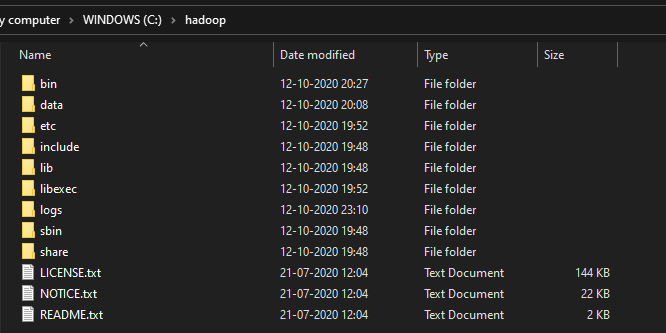 y computer > WINDOWS (C:) > hadoop
Name Date modified Type Size
bin 12-10-2020 20:27 File folder
data 12-10-2020 20:08 File folder
etc 12-10-2020 19:52 File folder
include 12-10-2020 19:48 File folder
lib 12-10-2020 19:48 File folder
libexec 12-10-2020 19:52 File folder
logs 12-10-2020 23:10 File folder
sbin 12-10-2020 19:48 File folder
share 12-10-2020 19:48 File folder
LICENSE.txt 21-07-2020 12:04 Text Document 144 KB
NOTICE.txt 21-07-2020 12:04 Text Document 22 KB
README.txt 21-07-2020 12:04 Text Document 2 KB